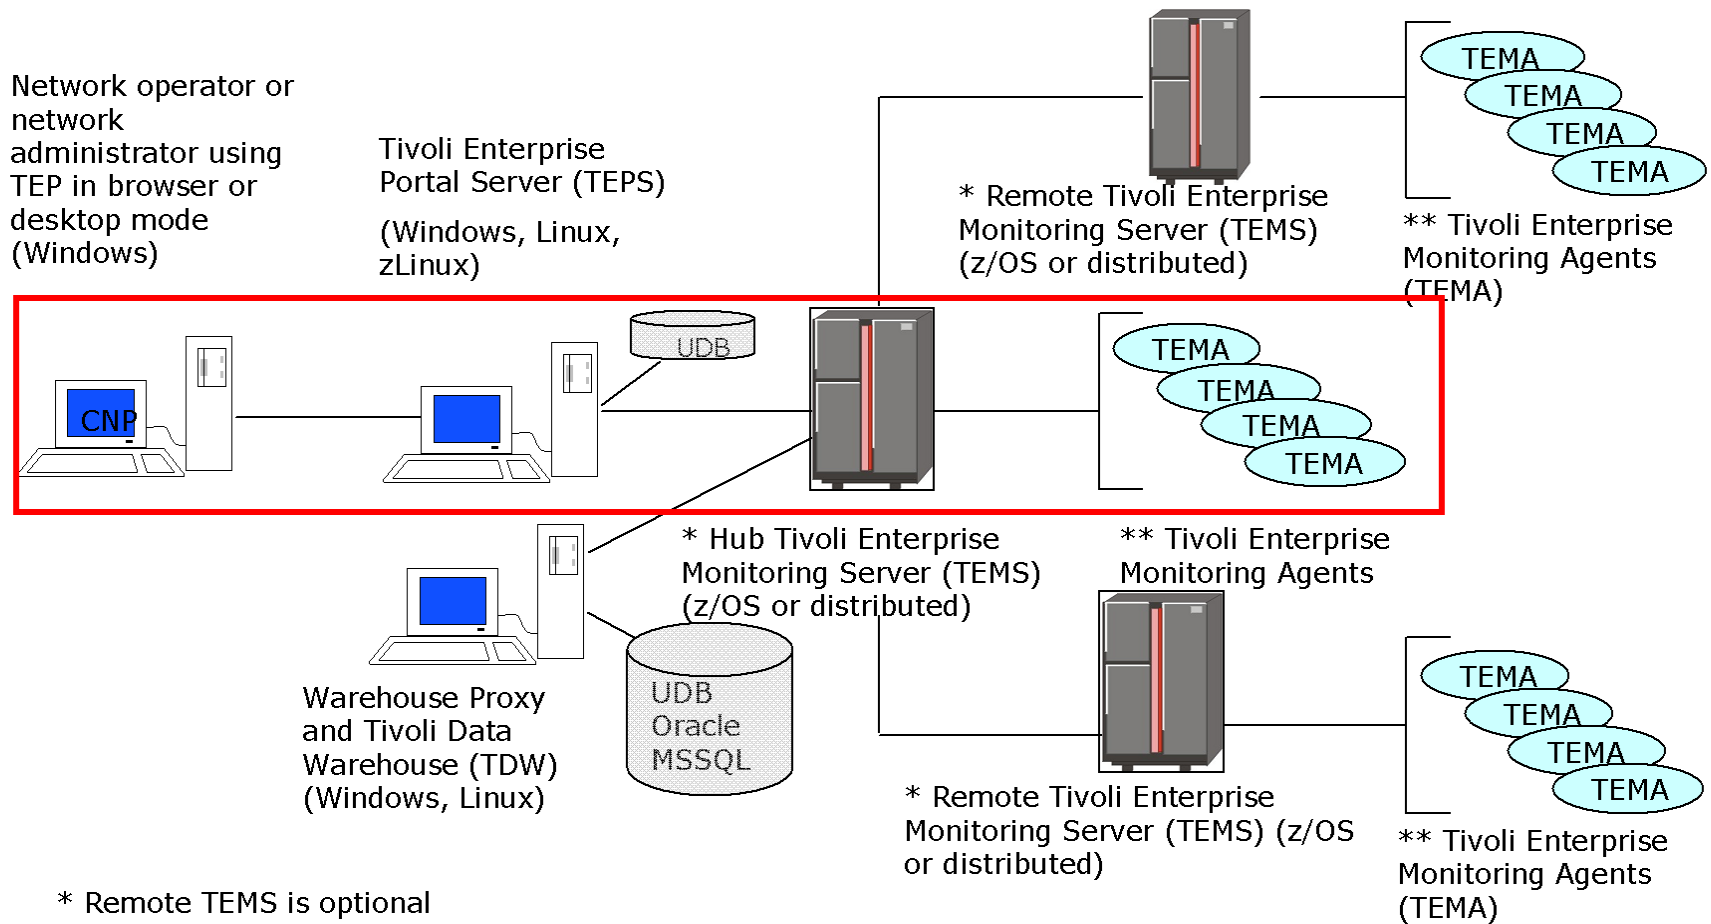 Network operator or
network
administrator using
TEP in browser or
desktop mode
(Windows)
Tivoli Enterprise
Portal Server (TEPS)
(Windows, Linux,
zLinux)
* Remote Tivoli Enterprise
Monitoring Server (TEMS)
(z/OS or distributed)
TEMA
TEMA
TEMA
TEMA
** Tivoli Enterprise
Monitoring Agents
(TEMA)
CNP
UDB
TEMA
TEMA
TEMA
TEMA
* Hub Tivoli Enterprise
Monitoring Server (TEMS)
(z/OS or distributed)
** Tivoli Enterprise
Monitoring Agents
Warehouse Proxy
and Tivoli Data
Warehouse (TDW)
(Windows, Linux)
UDB
Oracle
MSSQL
* Remote Tivoli Enterprise
Monitoring Server (TEMS) (z/OS
or distributed)
TEMA
TEMA
TEMA
TEMA
** Tivoli Enterprise
Monitoring Agents
(TEMA)
* Remote TEMS is optional